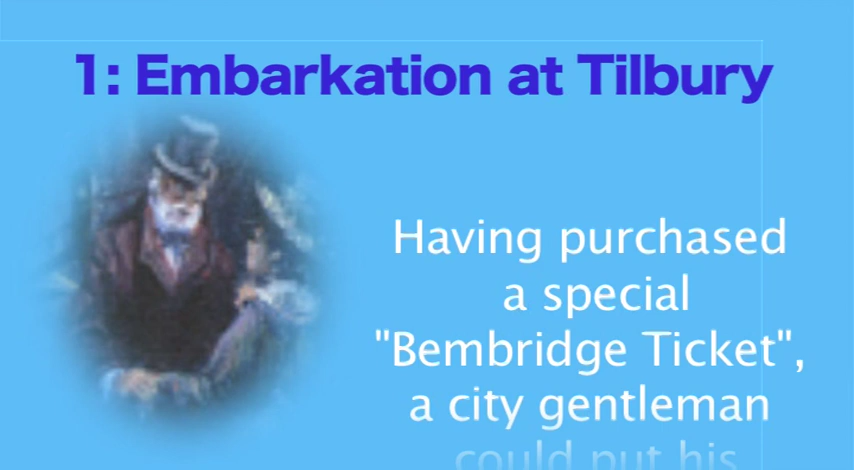 1: Embarkation at Tilbury
Having purchased
a special
"Bembridge Ticket",
a city gentleman
could put his